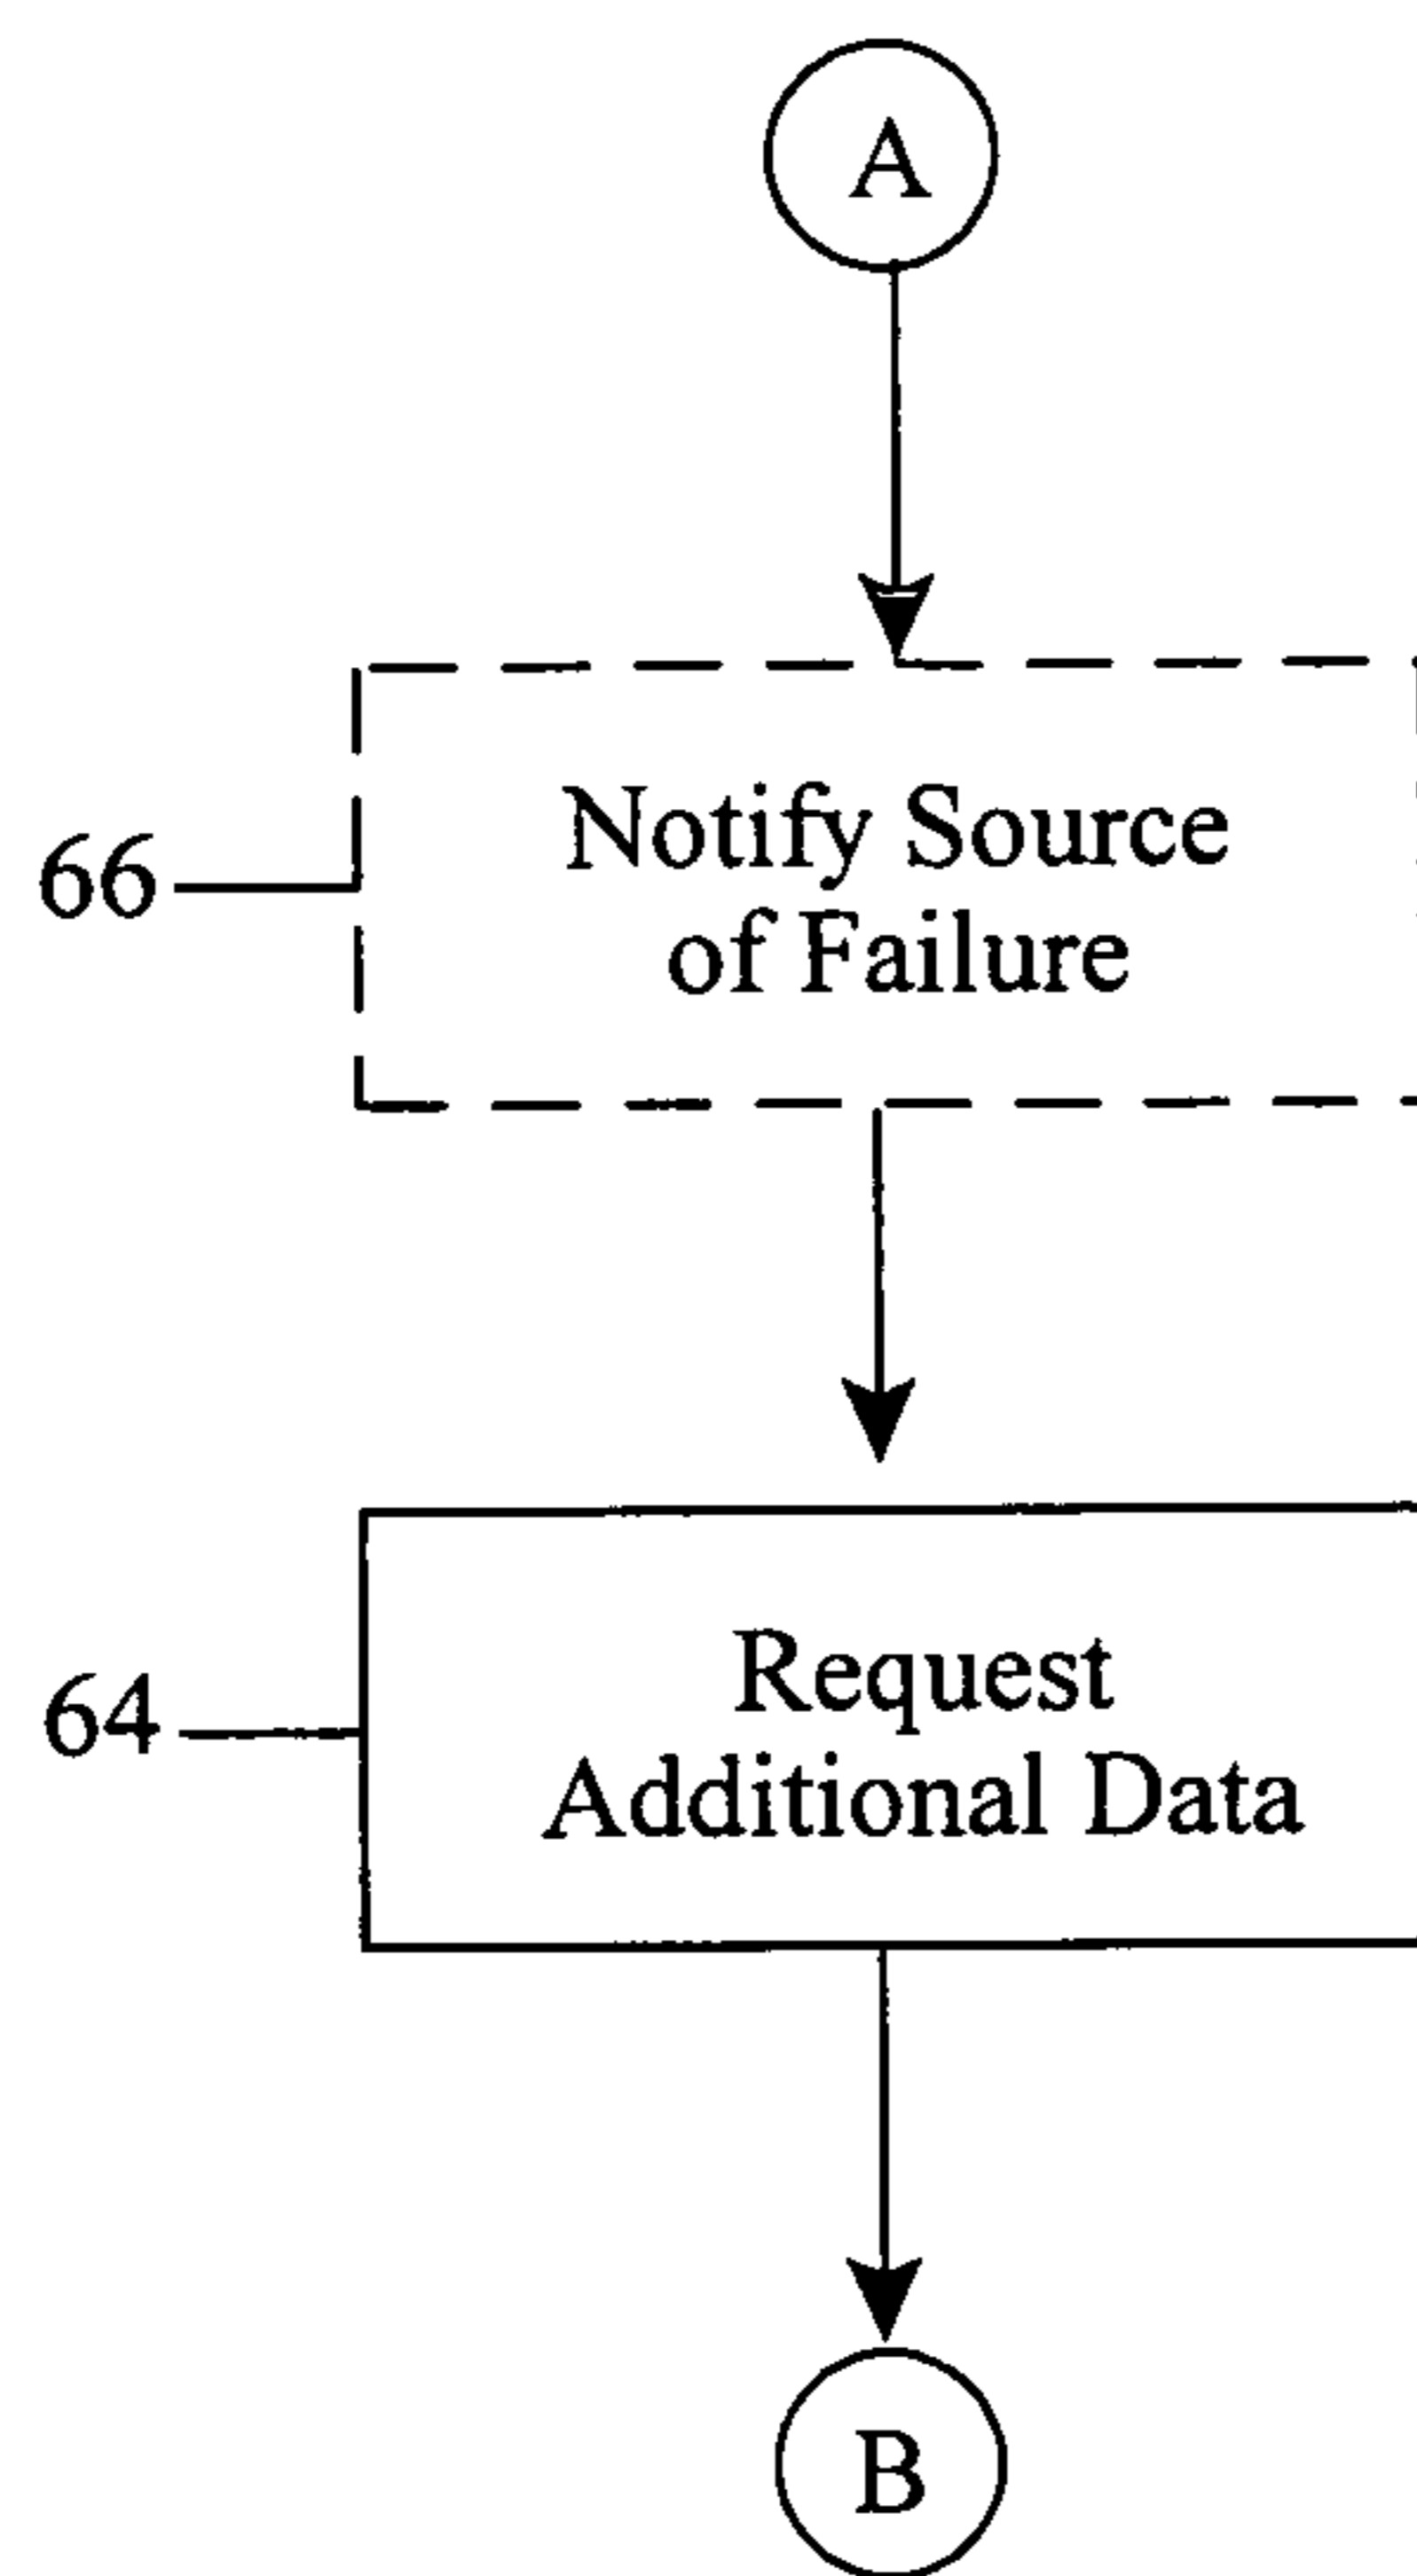 A
Notify Source
of Failure
66
Request
Additional Data
64
B